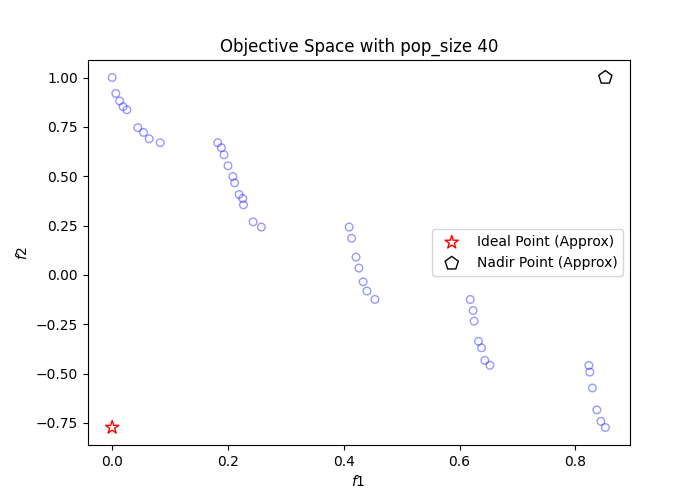 Objective Space with pop_size 40
1.00
0.75
0.50
0.25
0.00
−0.25
−0.50
−0.75
f2
Ideal Point (Approx)
Nadir Point (Approx)
0.0 0.2 0.4 0.6 0.8
f1